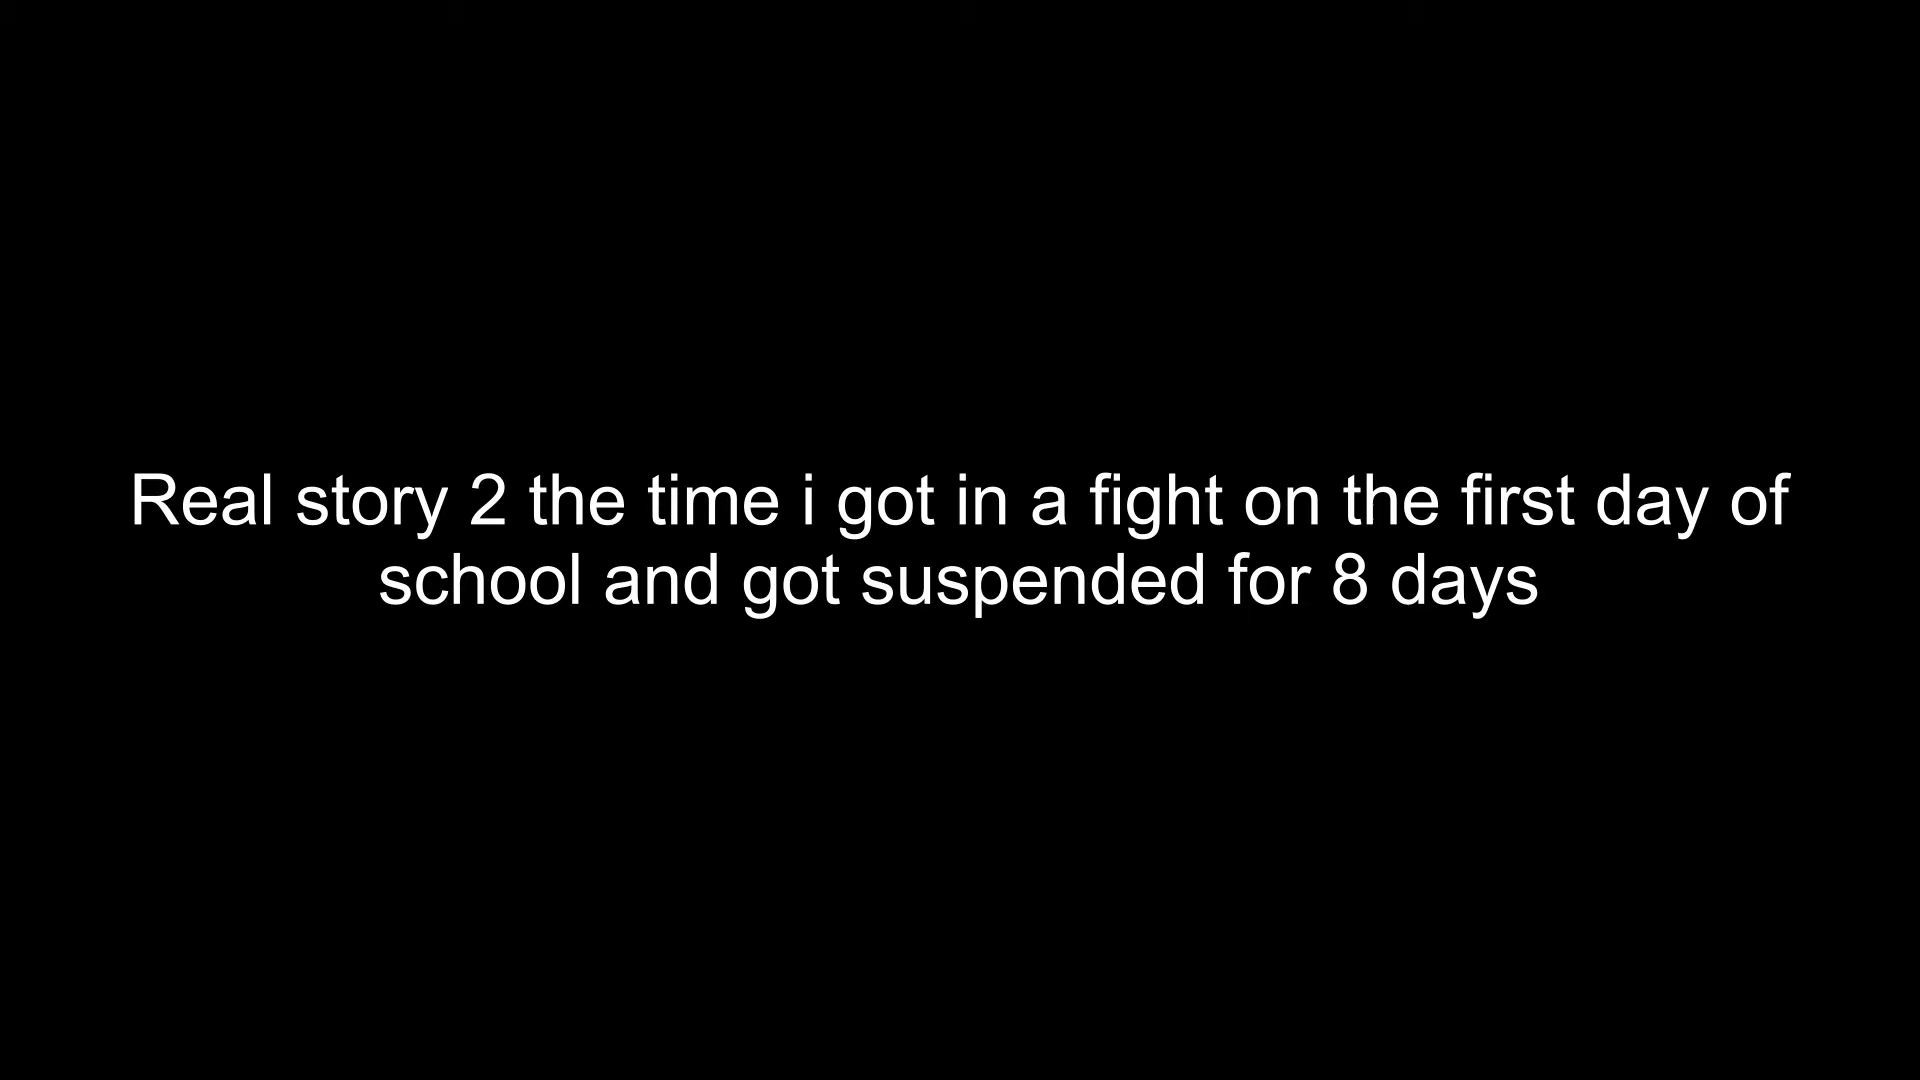 Real story 2 the time i got in a fight on the first day of
school and got suspended for 8 days